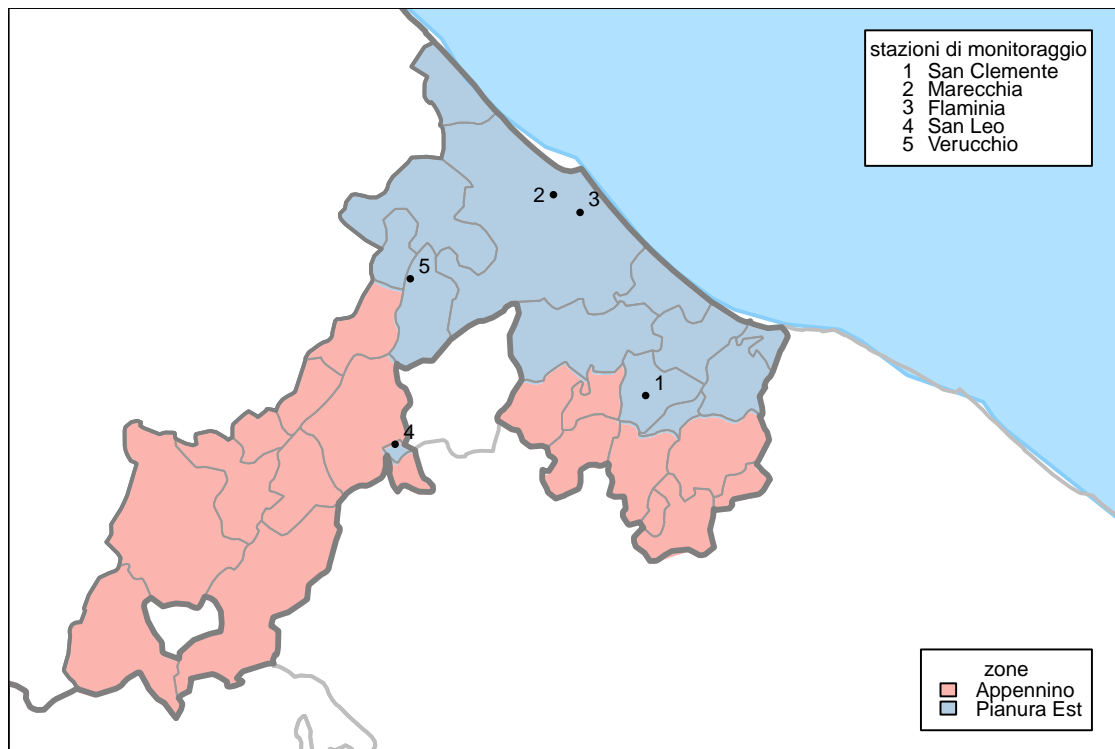 stazioni di monitoraggio
1 San Clemente
2 Marecchia
3 Flaminia
4 San Leo
5 Verucchio
2
3
5
1
4
zone
Appennino
Pianura Est